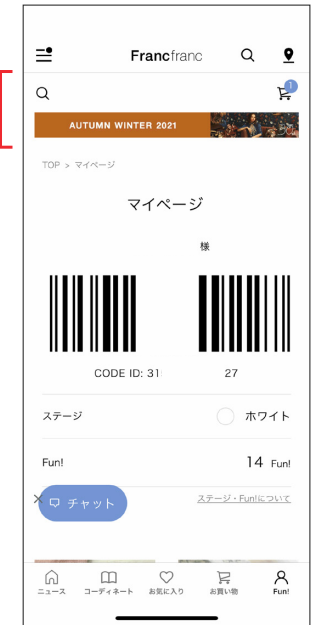 Francfranc
1
AUTUMN WINTER 2021
TOP > マイページ
マイページ
様
CODE ID: 31 27
ステージ ホワイト
Fun! 14 Fun!
チャット
ステージ・Fun!について
ニュース コーディネート お気に入り お買い物 Fun!